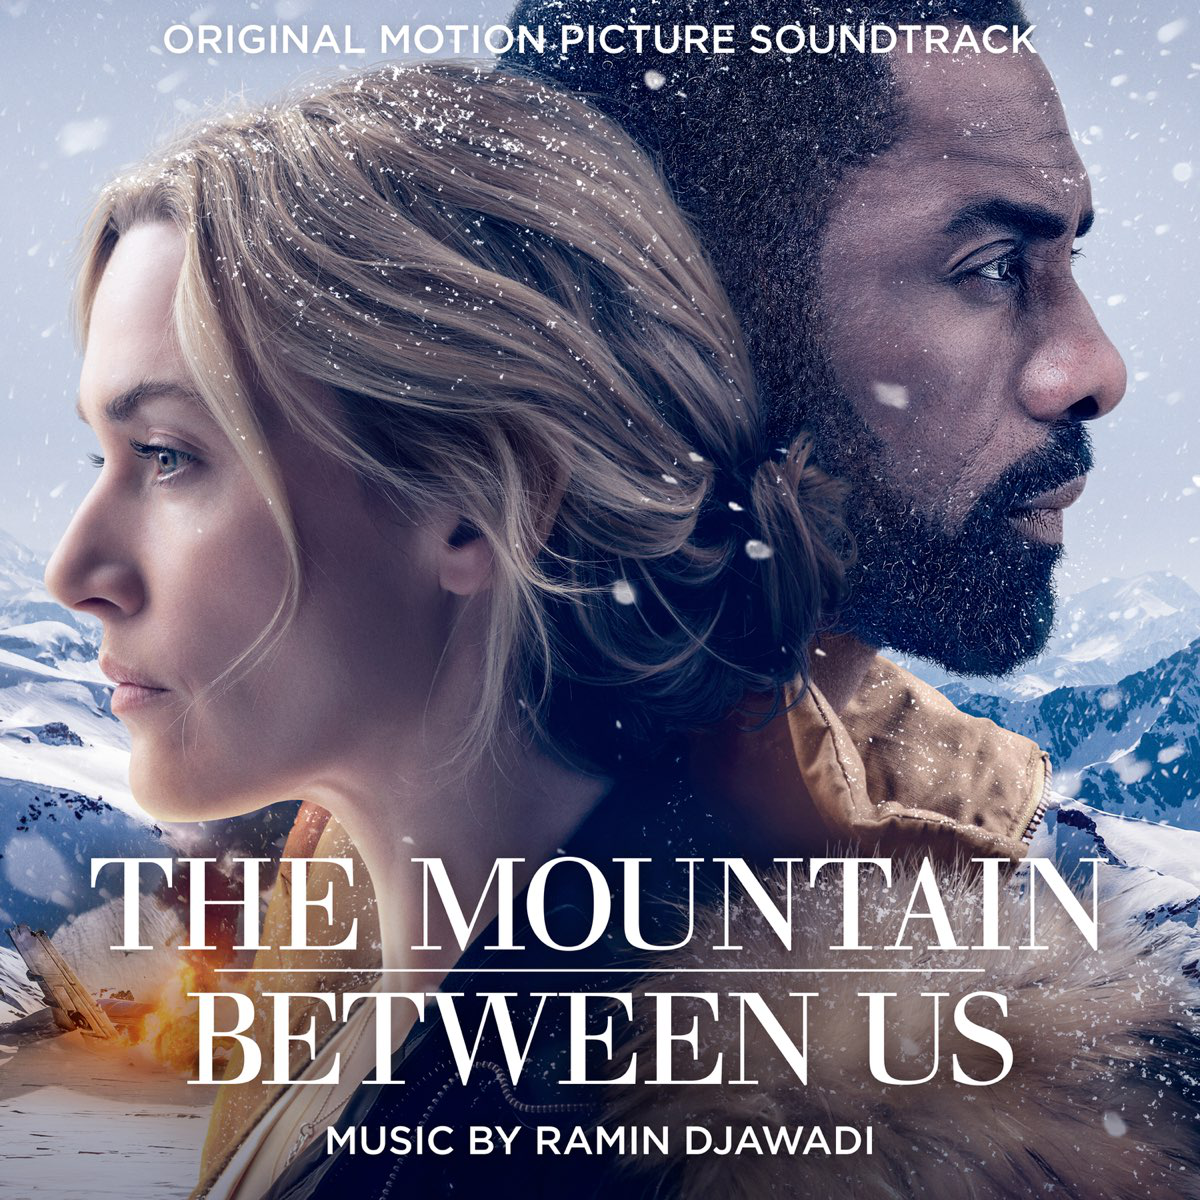 ORIGINAL MOTION PICTURE SOUNDTRACK
THE MOUNTAIN
BETWEEN US
MUSIC BY RAMIN DJAWADI